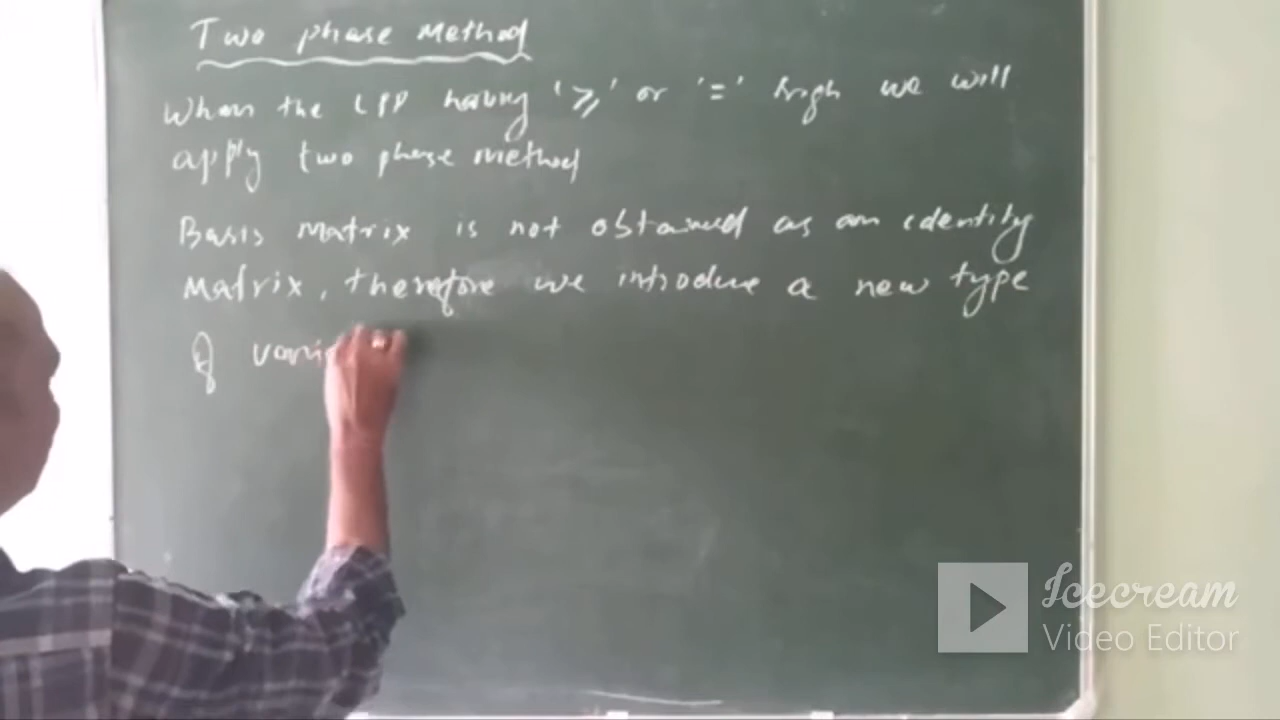 Two phase Method
When the LPP having '≥' or '=' sign we will
apply two phase method
Basis Matrix is not obtained as an identity
Matrix, therefore we introduce a new type
of vari
Icecream
Video Editor